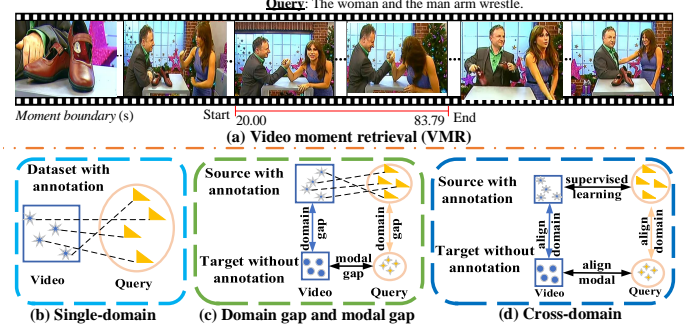 Query: The woman and the man arm wrestle.
Moment boundary (s)
Start
20.00
83.79
End
(a) Video moment retrieval (VMR)
Dataset with
annotation
Video
Query
(b) Single-domain
Source with
annotation
domain
gap
domain
gap
Target without
annotation
modal
gap
Video
Query
(c) Domain gap and modal gap
Source with
annotation
supervised
learning
align
domain
align
domain
Target without
annotation
align
modal
Video
Query
(d) Cross-domain